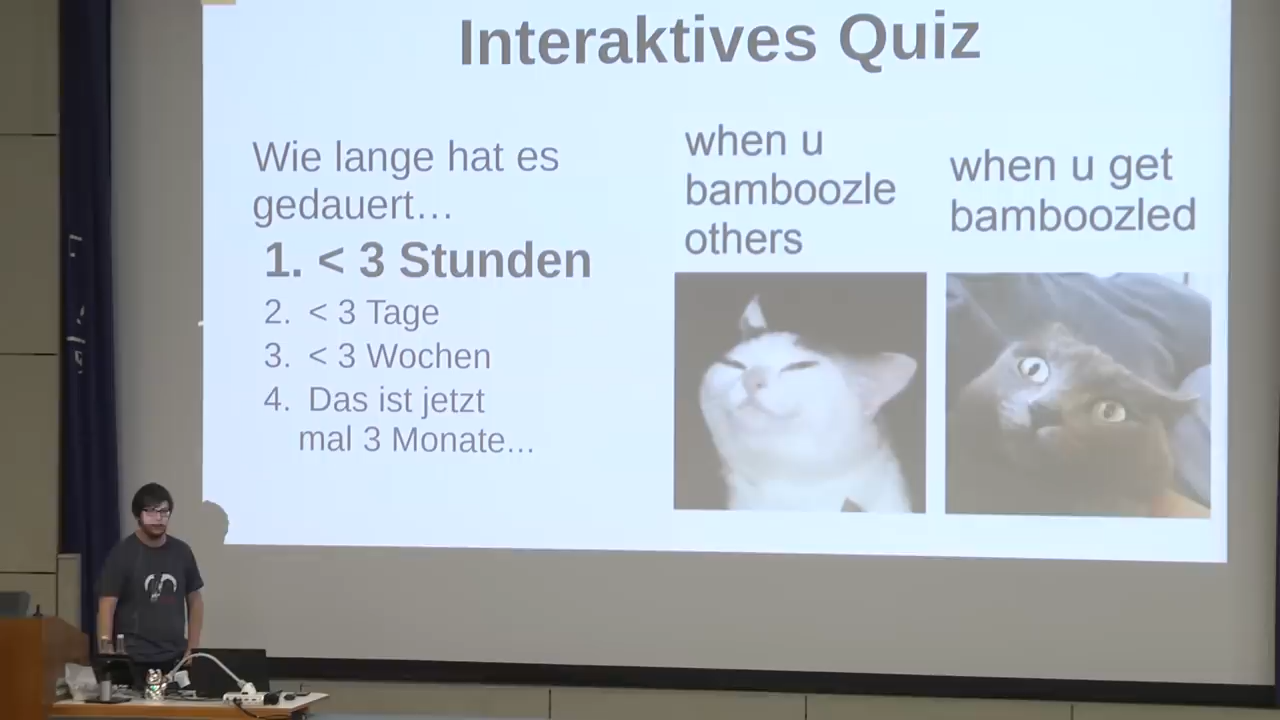 Interaktives Quiz
Wie lange hat es
gedauert…
1. < 3 Stunden
2. < 3 Tage
3. < 3 Wochen
4. Das ist jetzt
mal 3 Monate…
when u
bamboozle
others
when u get
bamboozled